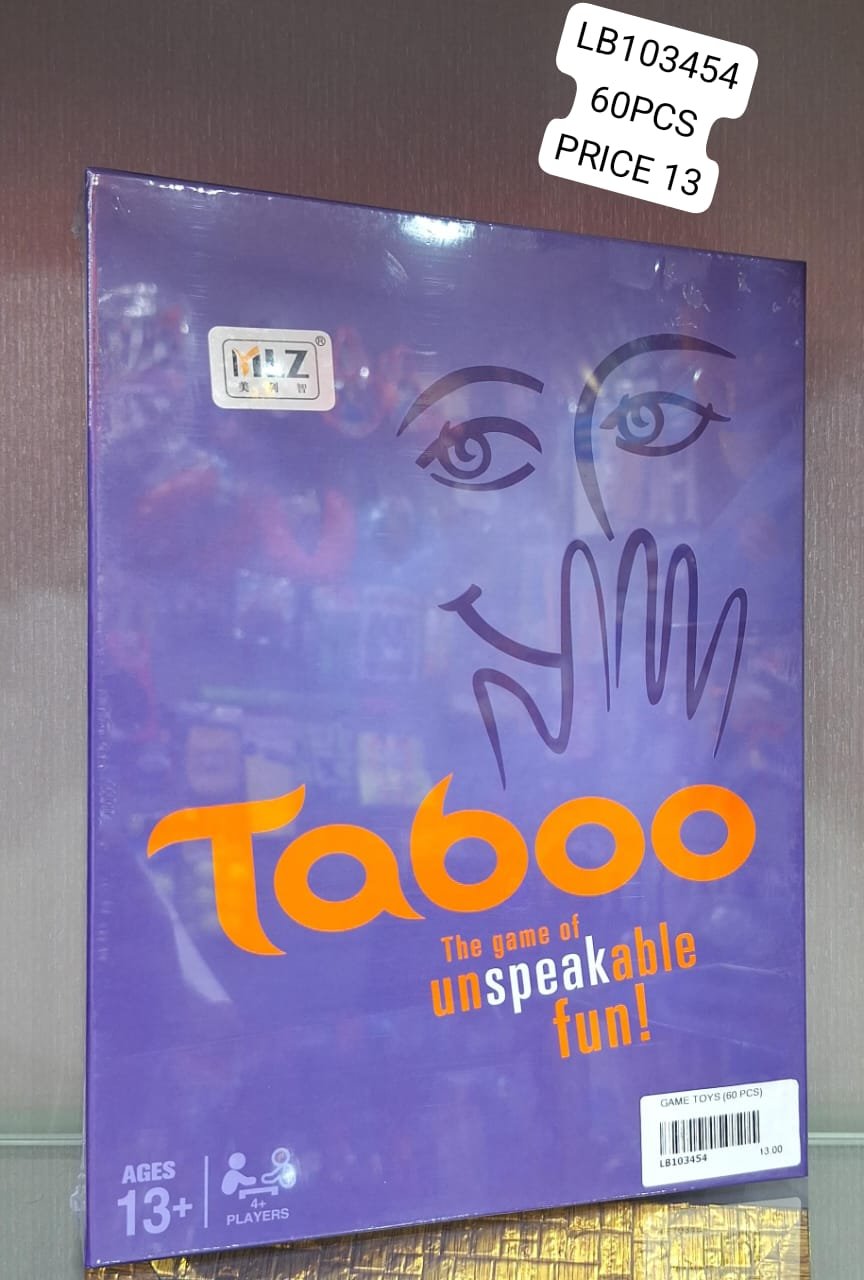 LB103454
60PCS
PRICE 13
MLZ®
美列智
Taboo
The game of
unspeakable
fun!
AGES
13+
4+
PLAYERS
GAME TOYS (60 PCS)
LB103454
13.00